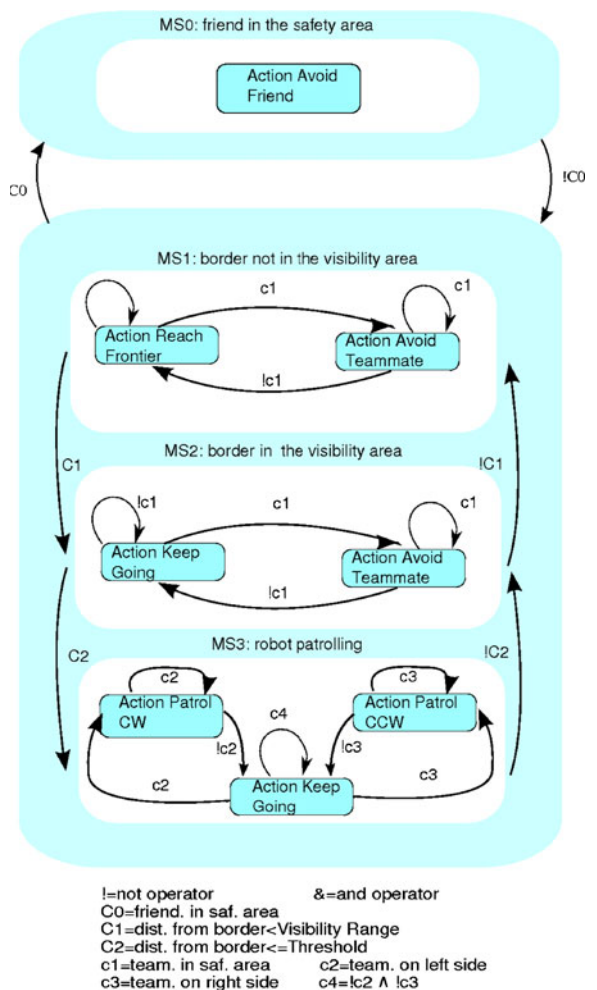 MS0: friend in the safety area
Action Avoid
Friend
C0
!C0
MS1: border not in the visibility area
c1
c1
Action Reach
Frontier
Action Avoid
Teammate
!c1
C1
!C1
MS2: border in the visibility area
!c1
c1
c1
Action Keep
Going
Action Avoid
Teammate
!c1
C2
!C2
MS3: robot patrolling
c2
c3
Action Patrol
CW
c4
Action Patrol
CCW
!c2
!c3
c2
Action Keep
Going
c3
!=not operator &=and operator
C0=friend. in saf. area
C1=dist. from border<Visibility Range
C2=dist. from border<=Threshold
c1=team. in saf. area c2=team. on left side
c3=team. on right side c4=!c2 ∧ !c3